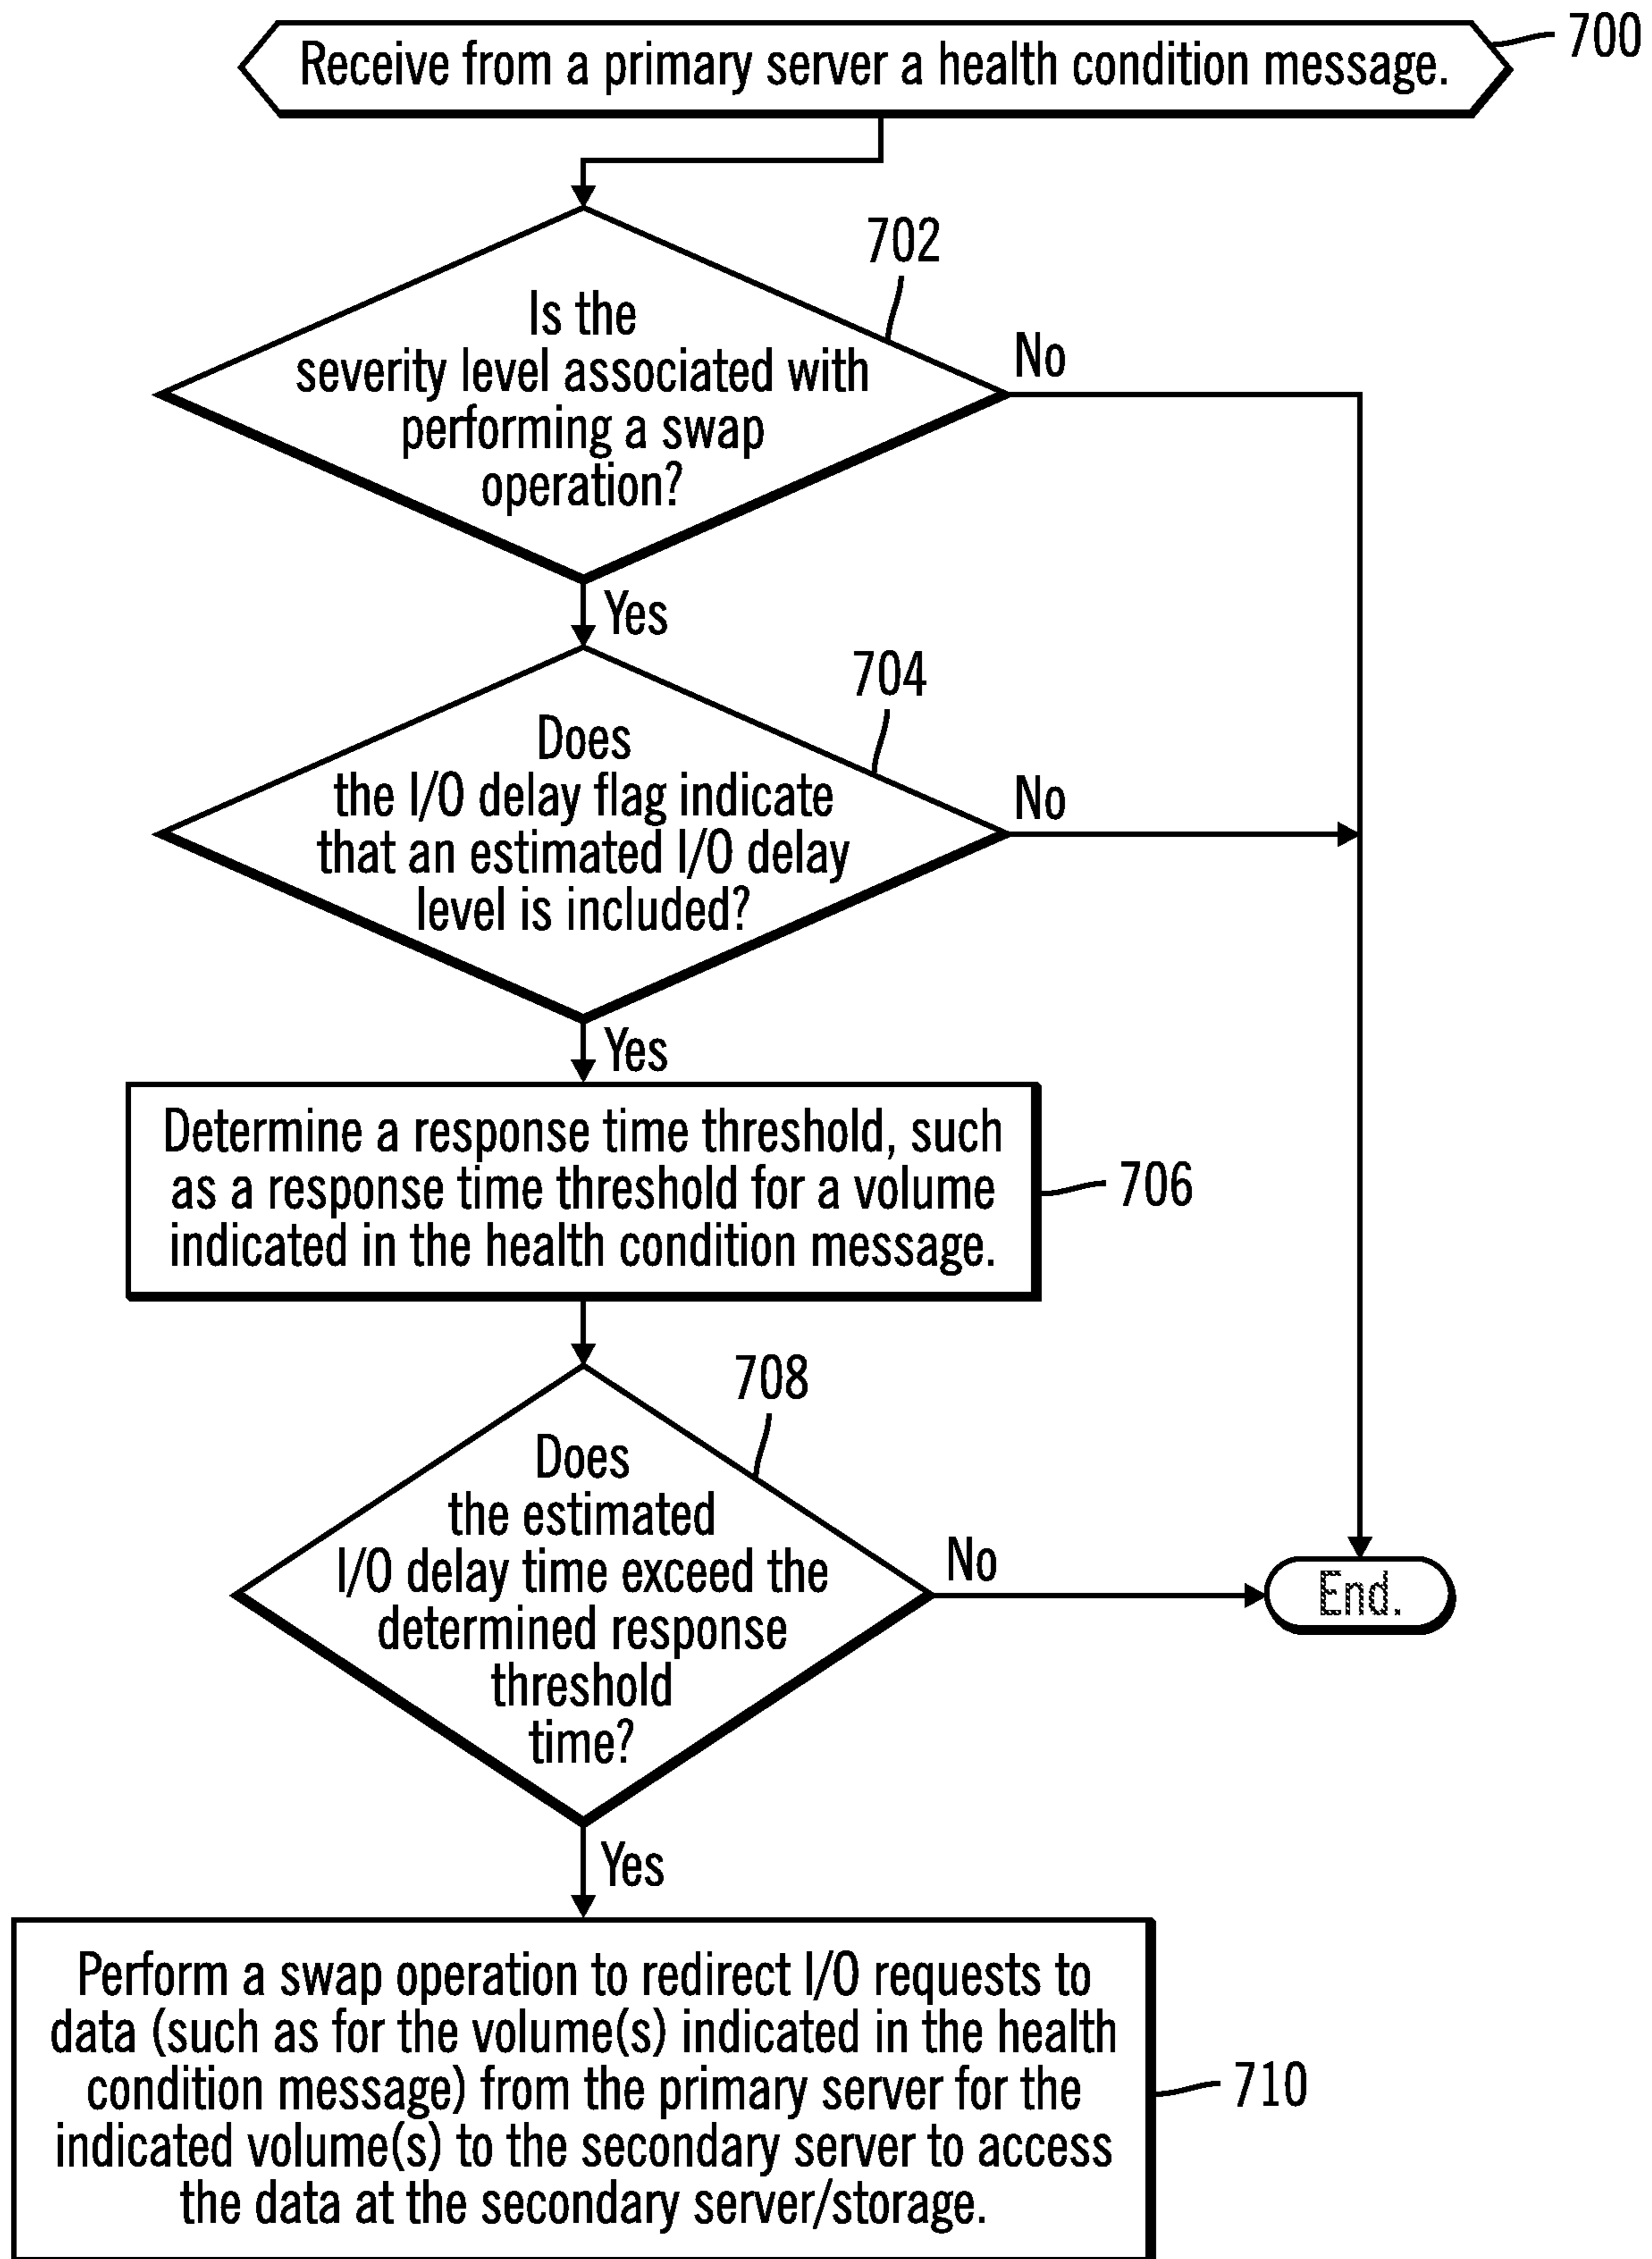 Receive from a primary server a health condition message.
700
702
Is the
severity level associated with
performing a swap
operation?
No
Yes
704
Does
the I/O delay flag indicate
that an estimated I/O delay
level is included?
No
Yes
Determine a response time threshold, such
as a response time threshold for a volume
indicated in the health condition message.
706
708
Does
the estimated
I/O delay time exceed the
determined response
threshold
time?
No
End.
Yes
Perform a swap operation to redirect I/O requests to
data (such as for the volume(s) indicated in the health
condition message) from the primary server for the
indicated volume(s) to the secondary server to access
the data at the secondary server/storage.
710